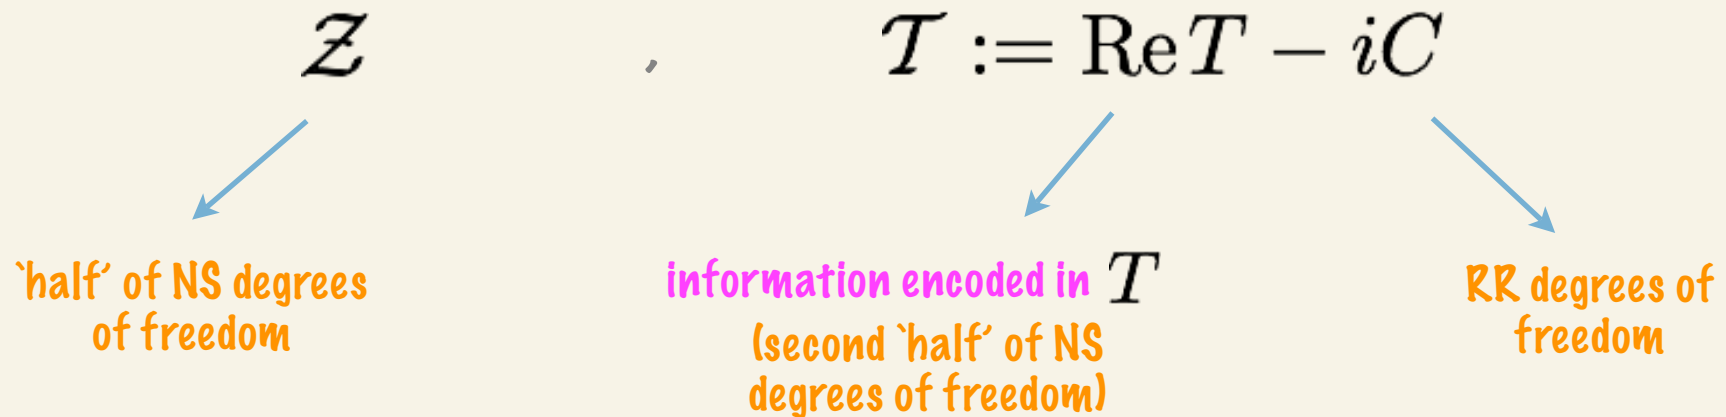 𝒵 , 𝒯 := Re T − iC
`half' of NS degrees
of freedom
information encoded in T
(second `half' of NS
degrees of freedom)
RR degrees of
freedom